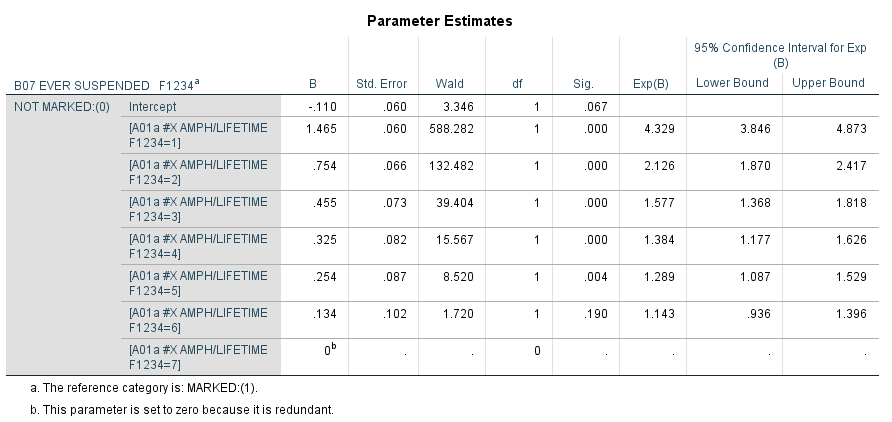 Parameter Estimates
95% Confidence Interval for Exp
(B)
B07 EVER SUSPENDED F1234a B Std. Error Wald df Sig. Exp(B) Lower Bound Upper Bound
NOT MARKED:(0) Intercept -.110 .060 3.346 1 .067
[A01a #X AMPH/LIFETIME 1.465 .060 588.282 1 .000 4.329 3.846 4.873
F1234=1]
[A01a #X AMPH/LIFETIME .754 .066 132.482 1 .000 2.126 1.870 2.417
F1234=2]
[A01a #X AMPH/LIFETIME .455 .073 39.404 1 .000 1.577 1.368 1.818
F1234=3]
[A01a #X AMPH/LIFETIME .325 .082 15.567 1 .000 1.384 1.177 1.626
F1234=4]
[A01a #X AMPH/LIFETIME .254 .087 8.520 1 .004 1.289 1.087 1.529
F1234=5]
[A01a #X AMPH/LIFETIME .134 .102 1.720 1 .190 1.143 .936 1.396
F1234=6]
[A01a #X AMPH/LIFETIME 0b . . 0 . . . .
F1234=7]
a. The reference category is: MARKED:(1).
b. This parameter is set to zero because it is redundant.